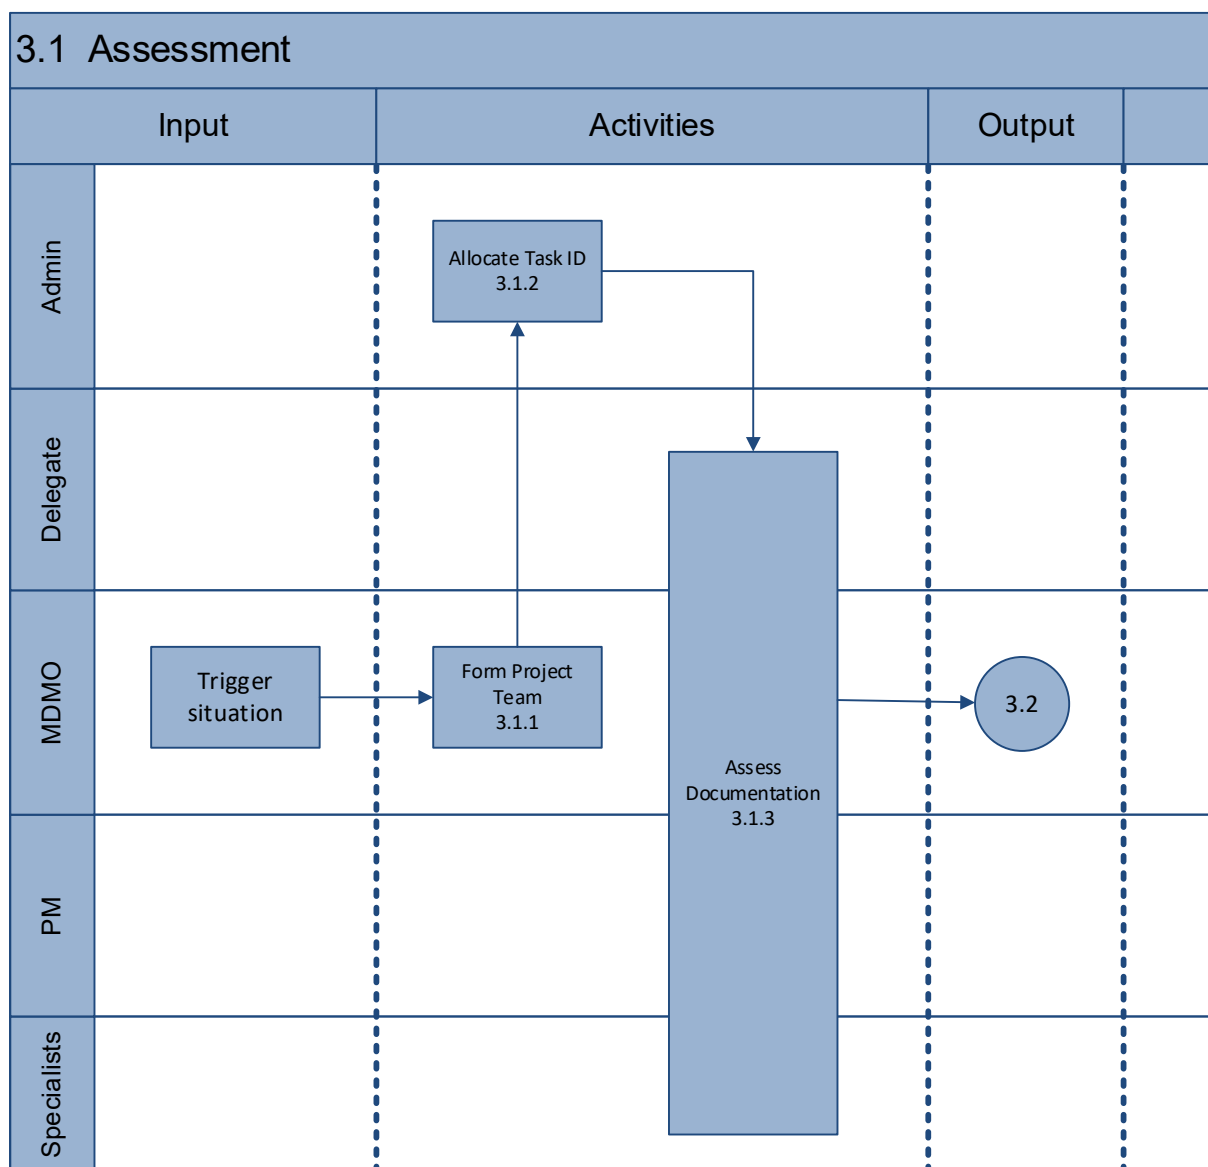 3.1 Assessment
Input
Activities
Output
Admin
Allocate Task ID
3.1.2
Delegate
MDMO
Trigger
situation
Form Project
Team
3.1.1
3.2
Assess
Documentation
3.1.3
PM
Specialists